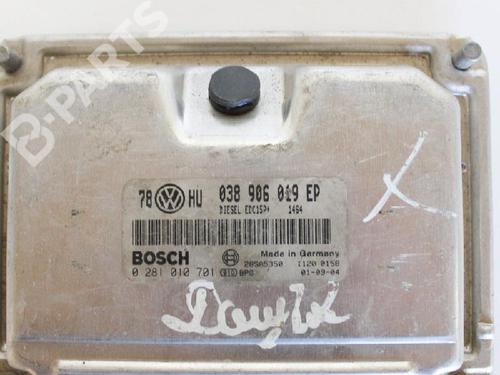 B-PARTS
78 HU 038 906 019 EP
DIESEL EDC15P+ 1464
BOSCH
Made in Germany
28SA5350 1120 0158
0 281 010 701 BPC 01-09-04